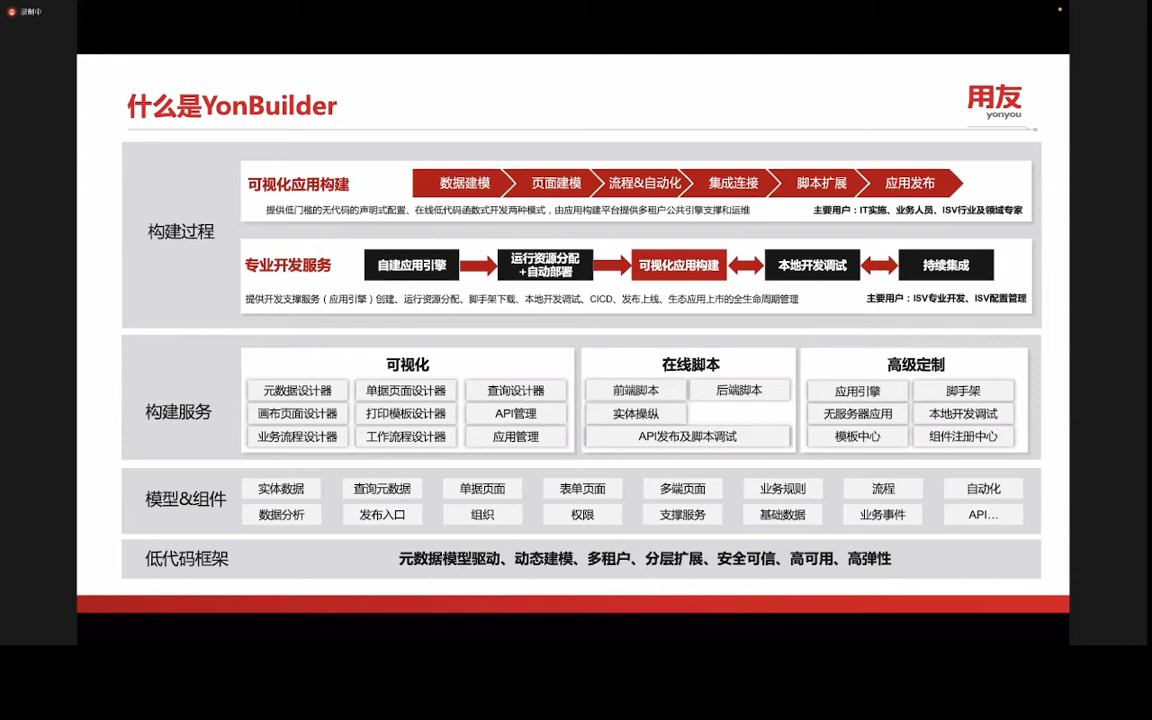 录制中
什么是YonBuilder
用友
yonyou
构建过程
可视化应用构建
数据建模
页面建模
流程&自动化
集成连接
脚本扩展
应用发布
提供低门槛的无代码的声明式配置、在线低代码函数式开发两种模式，由应用构建平台提供多租户公共引擎支撑和运维
主要用户：IT实施、业务人员、ISV行业及领域专家
专业开发服务
自建应用引擎
运行资源分配
+自动部署
可视化应用构建
本地开发调试
持续集成
提供开发支撑服务（应用引擎）创建、运行资源分配、脚手架下载、本地开发调试、CICD、发布上线、生态应用上市的全生命周期管理
主要用户：ISV专业开发、ISV配置管理
构建服务
可视化
元数据设计器
单据页面设计器
查询设计器
画布页面设计器
打印模板设计器
API管理
业务流程设计器
工作流程设计器
应用管理
在线脚本
前端脚本
后端脚本
实体操纵
API发布及脚本调试
高级定制
应用引擎
脚手架
无服务器应用
本地开发调试
模板中心
组件注册中心
模型&组件
实体数据
查询元数据
单据页面
表单页面
多端页面
业务规则
流程
自动化
数据分析
发布入口
组织
权限
支撑服务
基础数据
业务事件
API…
低代码框架
元数据模型驱动、动态建模、多租户、分层扩展、安全可信、高可用、高弹性